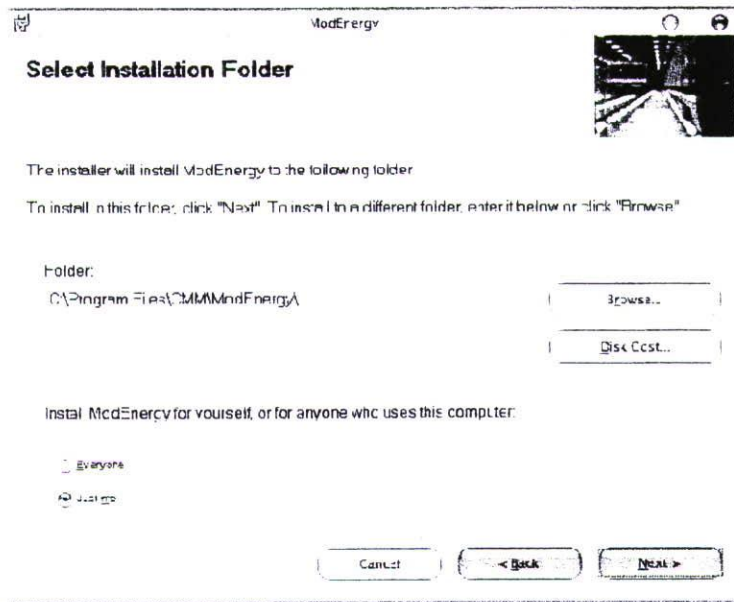 ModEnergy
Select Installation Folder
The installer will install ModEnergy to the following folder
To install in this folder, click "Next" To install to a different folder, enter it below or click "Browse"
Folder:
C:\Program Files\CMM\ModEnergy\
Browse...
Disk Cost...
Install ModEnergy for yourself, or for anyone who uses this computer:
Everyone
Just me
Cancel
< Back
Next >